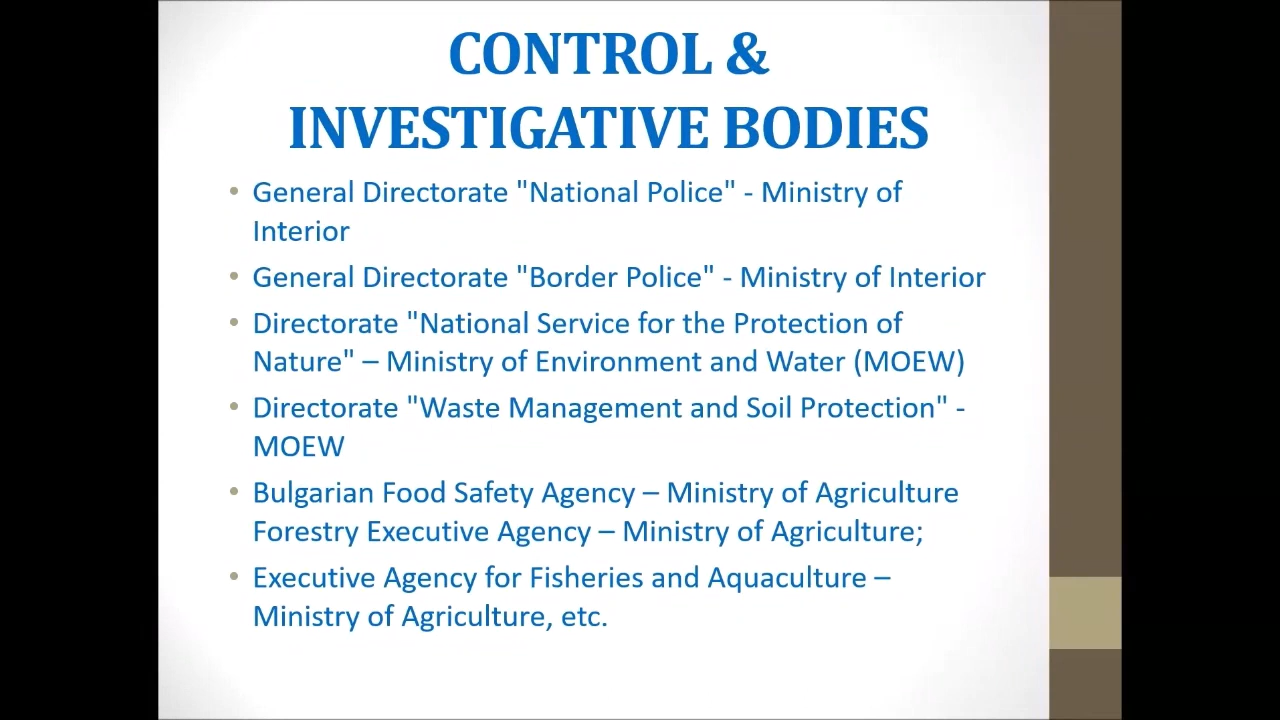 CONTROL &
INVESTIGATIVE BODIES
• General Directorate "National Police" - Ministry of
Interior
• General Directorate "Border Police" - Ministry of Interior
• Directorate "National Service for the Protection of
Nature" – Ministry of Environment and Water (MOEW)
• Directorate "Waste Management and Soil Protection" -
MOEW
• Bulgarian Food Safety Agency – Ministry of Agriculture
Forestry Executive Agency – Ministry of Agriculture;
• Executive Agency for Fisheries and Aquaculture –
Ministry of Agriculture, etc.